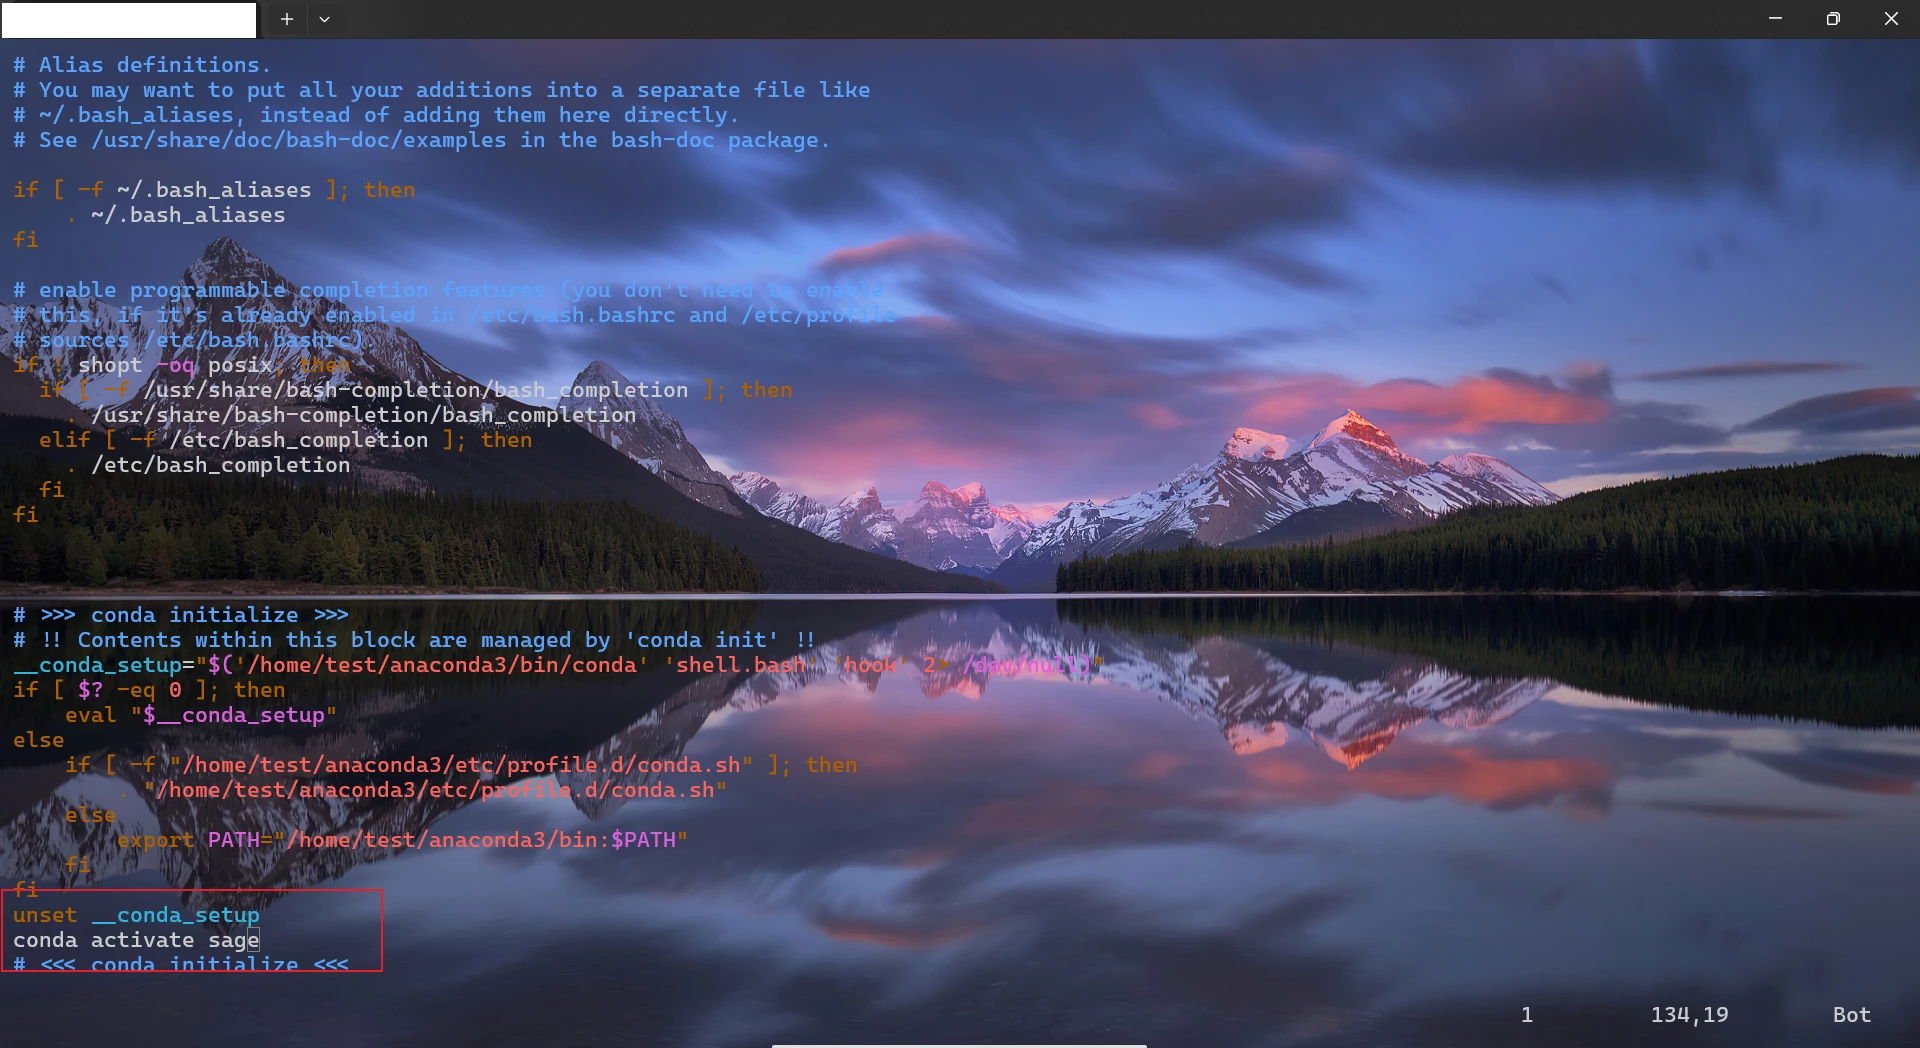 # Alias definitions.
# You may want to put all your additions into a separate file like
# ~/.bash_aliases, instead of adding them here directly.
# See /usr/share/doc/bash-doc/examples in the bash-doc package.
if [ -f ~/.bash_aliases ]; then
    . ~/.bash_aliases
fi
# enable programmable completion features (you don't need to enable
# this, if it's already enabled in /etc/bash.bashrc and /etc/profile
# sources /etc/bash.bashrc).
if ! shopt -oq posix; then
  if [ -f /usr/share/bash-completion/bash_completion ]; then
    . /usr/share/bash-completion/bash_completion
  elif [ -f /etc/bash_completion ]; then
    . /etc/bash_completion
  fi
fi
# >>> conda initialize >>>
# !! Contents within this block are managed by 'conda init' !!
__conda_setup="$('/home/test/anaconda3/bin/conda' 'shell.bash' 'hook' 2> /dev/null)"
if [ $? -eq 0 ]; then
    eval "$__conda_setup"
else
    if [ -f "/home/test/anaconda3/etc/profile.d/conda.sh" ]; then
        . "/home/test/anaconda3/etc/profile.d/conda.sh"
    else
        export PATH="/home/test/anaconda3/bin:$PATH"
    fi
fi
unset __conda_setup
conda activate sage
# <<< conda initialize <<<
1 134,19 Bot